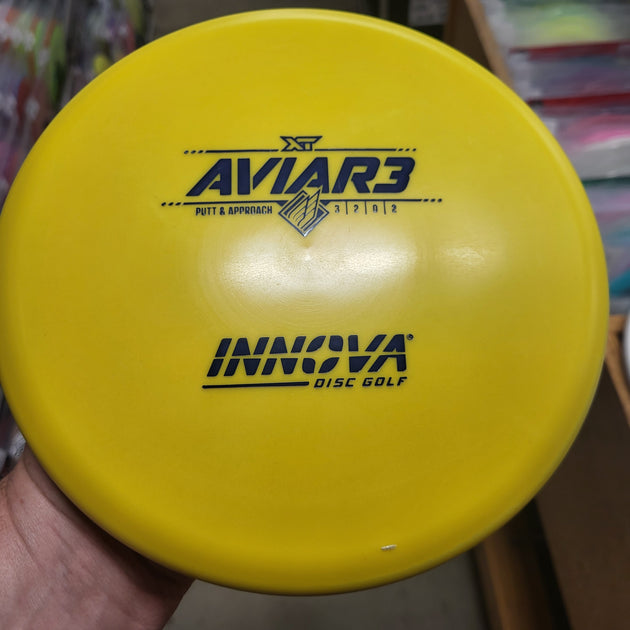 XT
AVIAR3
PUTT & APPROACH 3 | 2 | 0 | 2
INNOVA®
DISC GOLF